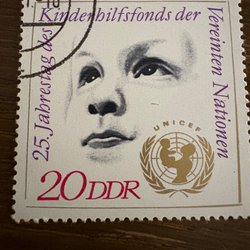 25. Jahrestag des
Kinderhilfsfonds der
Vereinten Nationen
UNICEF
20 DDR